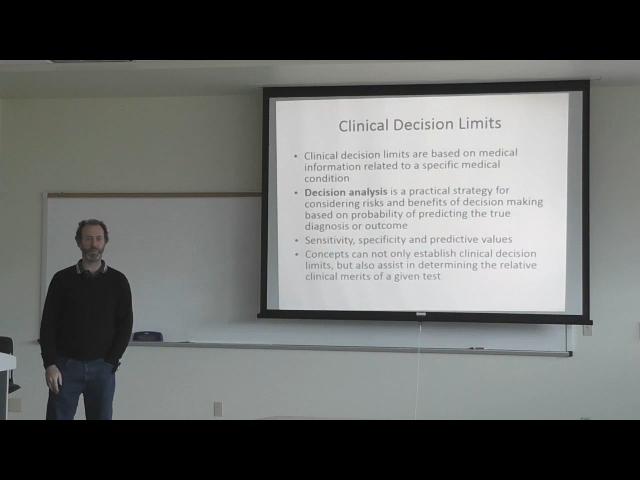 Clinical Decision Limits
• Clinical decision limits are based on medical
information related to a specific medical
condition
• Decision analysis is a practical strategy for
considering risks and benefits of decision making
based on probability of predicting the true
diagnosis or outcome
• Sensitivity, specificity and predictive values
• Concepts can not only establish clinical decision
limits, but also assist in determining the relative
clinical merits of a given test